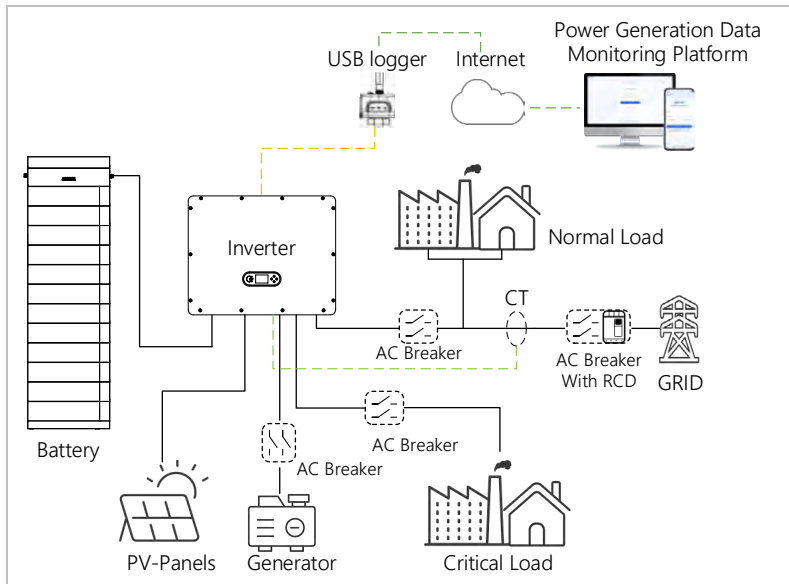 Power Generation Data
Monitoring Platform
USB logger
Internet
Inverter
Normal Load
CT
AC Breaker
AC Breaker
With RCD
GRID
Battery
AC Breaker
AC Breaker
PV-Panels
Generator
Critical Load